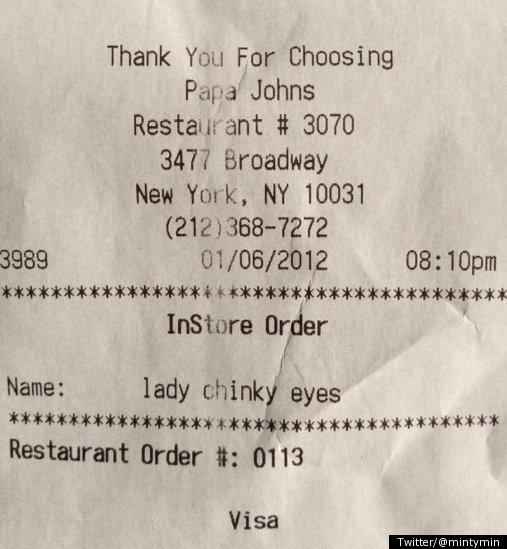 Thank You For Choosing
Papa Johns
Restaurant # 3070
3477 Broadway
New York, NY 10031
(212)368-7272
3989 01/06/2012 08:10pm
****************************************
InStore Order
Name: lady chinky eyes
****************************************
Restaurant Order #: 0113
Visa
Twitter/@mintymin